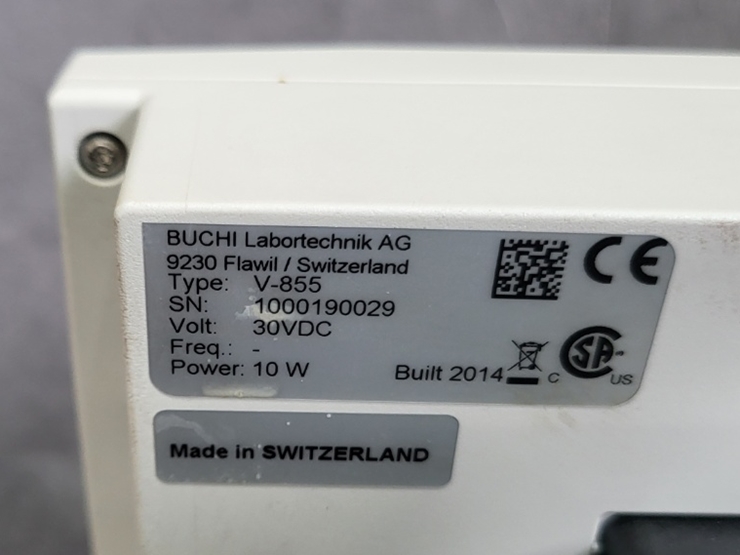 BUCHI Labortechnik AG
9230 Flawil / Switzerland
Type: V-855
SN: 1000190029
Volt: 30VDC
Freq.: -
Power: 10 W
Built 2014
CE
C SA US
Made in SWITZERLAND